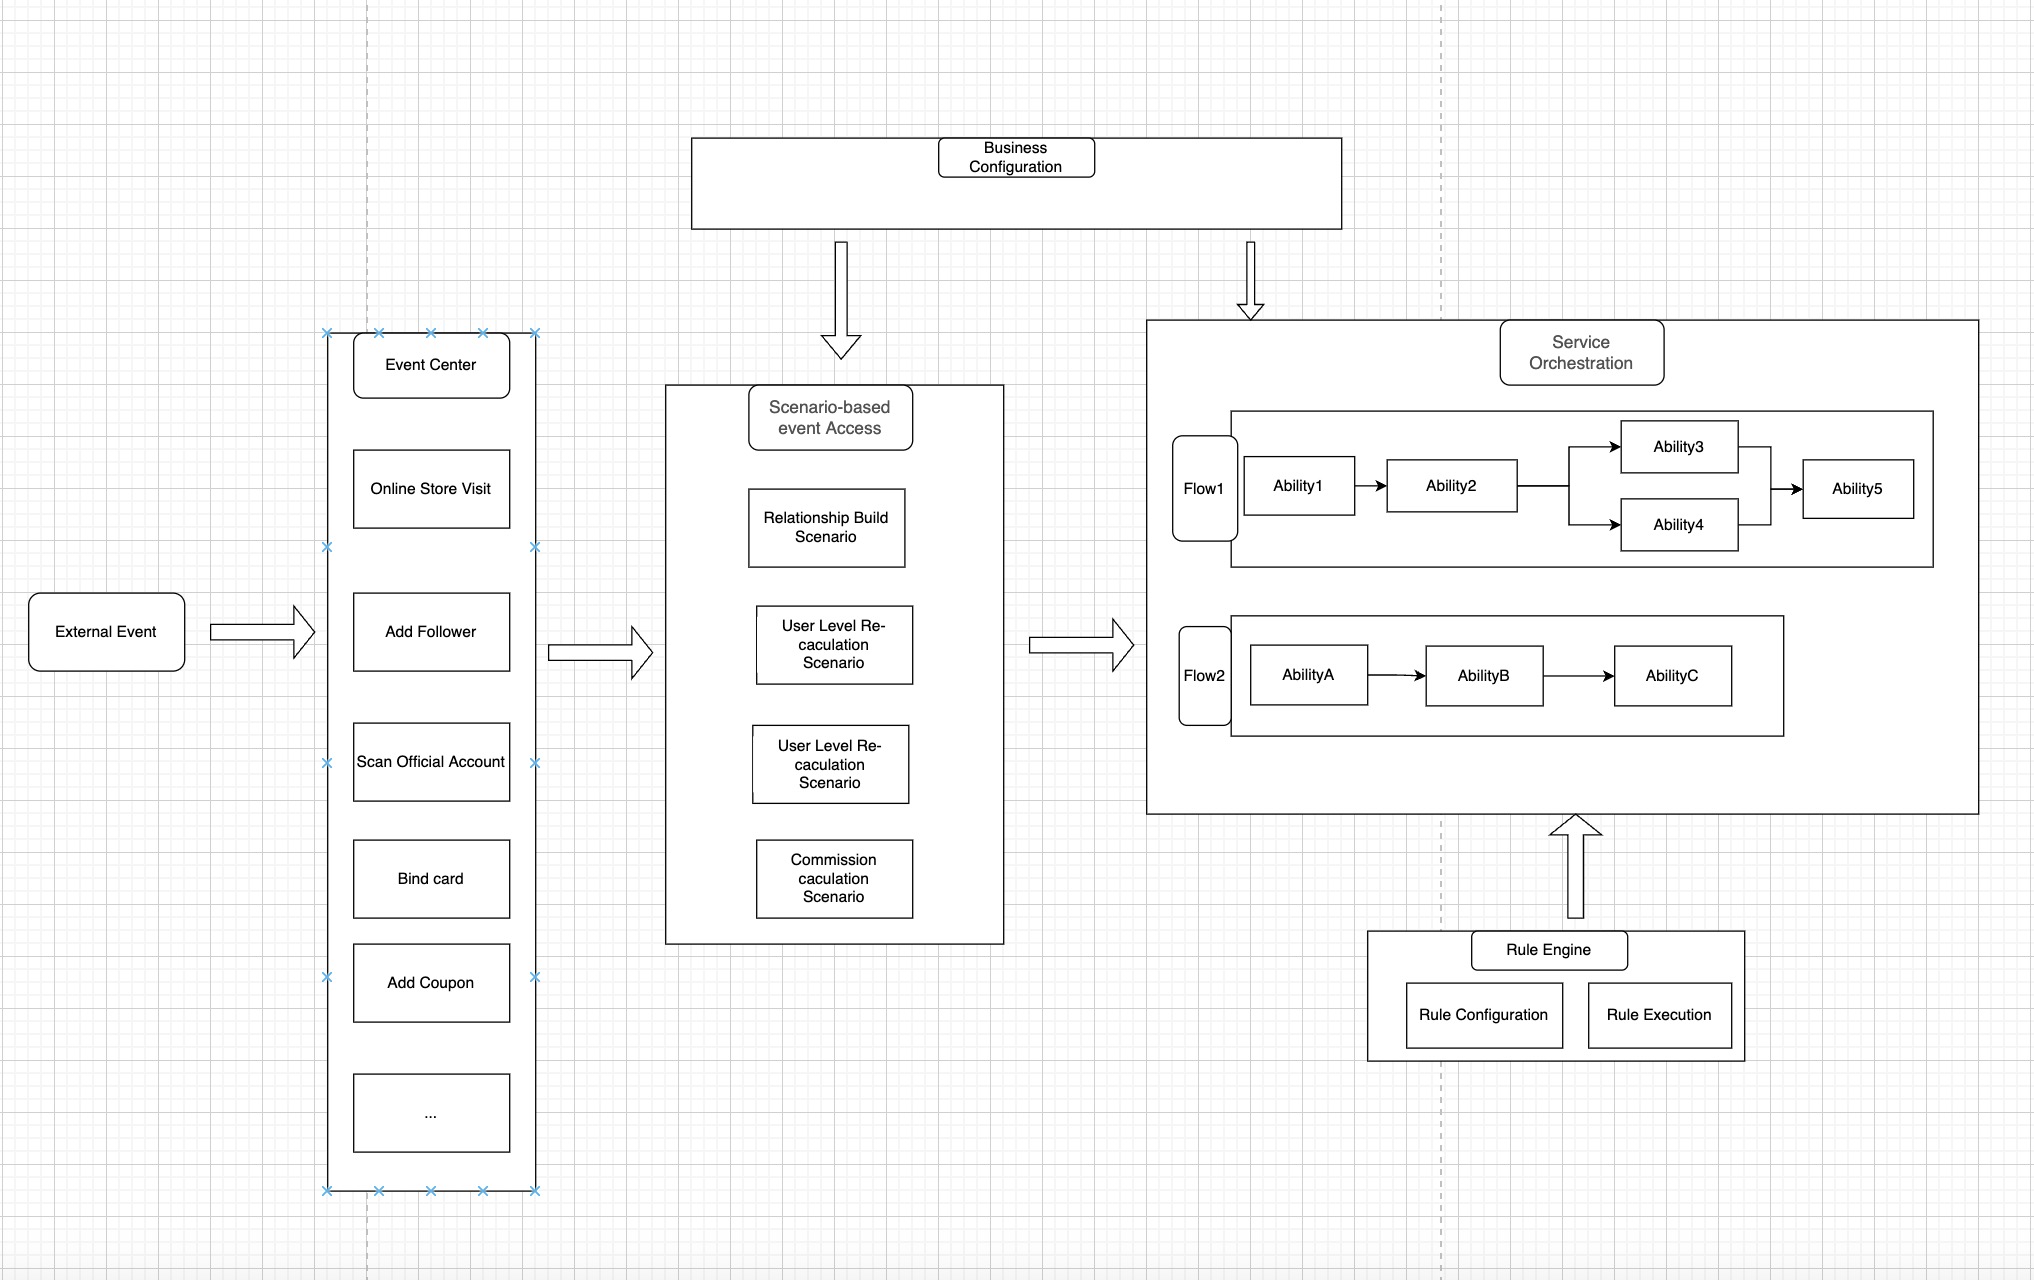 Business
Configuration
Event Center
Online Store Visit
Add Follower
Scan Official Account
Bind card
Add Coupon
...
External Event
Scenario-based
event Access
Relationship Build
Scenario
User Level Re-
caculation
Scenario
User Level Re-
caculation
Scenario
Commission
caculation
Scenario
Service
Orchestration
Flow1
Ability1
Ability2
Ability3
Ability4
Ability5
Flow2
AbilityA
AbilityB
AbilityC
Rule Engine
Rule Configuration
Rule Execution